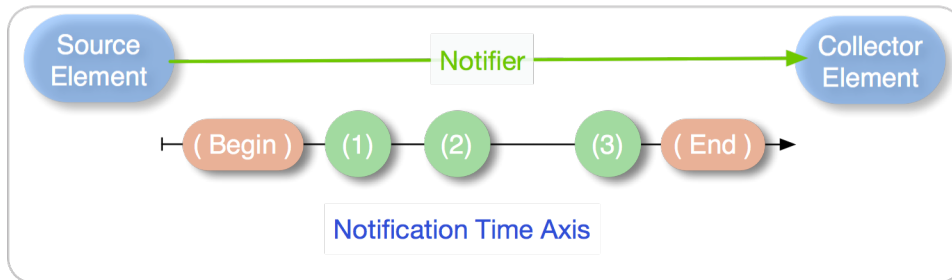 Source
Element
Notifier
Collector
Element
( Begin )
(1)
(2)
(3)
( End )
Notification Time Axis